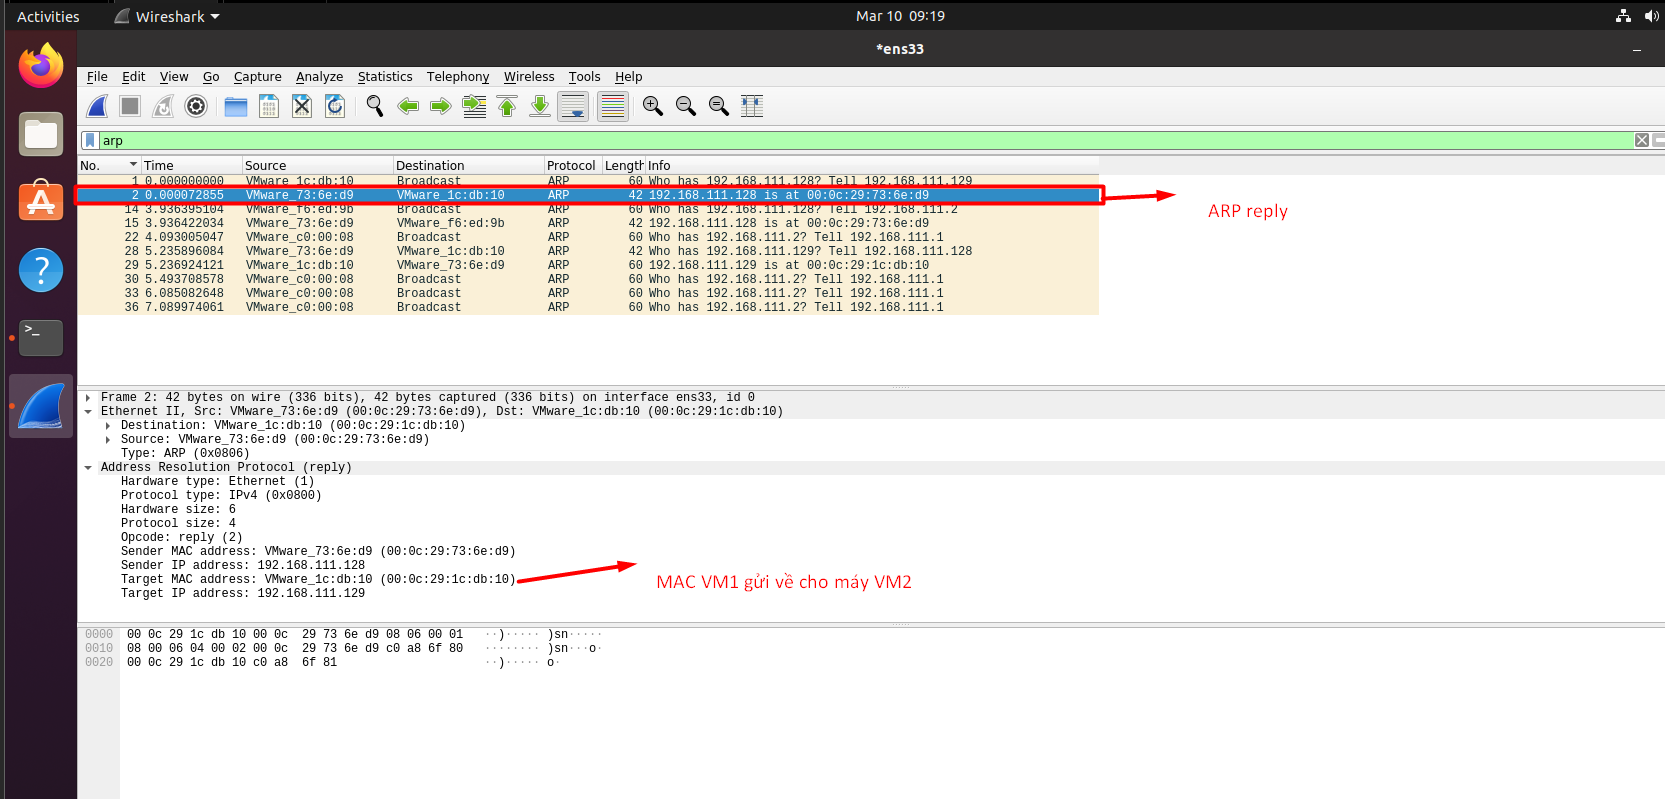 Activities
Wireshark
Mar 10 09:19
*ens33
File Edit View Go Capture Analyze Statistics Telephony Wireless Tools Help
arp
No. Time Source Destination Protocol Length Info
1 0.000000000 VMware_1c:db:10 Broadcast ARP 60 Who has 192.168.111.128? Tell 192.168.111.129
2 0.000072855 VMware_73:6e:d9 VMware_1c:db:10 ARP 42 192.168.111.128 is at 00:0c:29:73:6e:d9
14 3.936395104 VMware_f6:ed:9b Broadcast ARP 60 Who has 192.168.111.128? Tell 192.168.111.2
15 3.936422034 VMware_73:6e:d9 VMware_f6:ed:9b ARP 42 192.168.111.128 is at 00:0c:29:73:6e:d9
22 4.093005047 VMware_c0:00:08 Broadcast ARP 60 Who has 192.168.111.2? Tell 192.168.111.1
28 5.235896084 VMware_73:6e:d9 VMware_1c:db:10 ARP 42 Who has 192.168.111.129? Tell 192.168.111.128
29 5.236924121 VMware_1c:db:10 VMware_73:6e:d9 ARP 60 192.168.111.129 is at 00:0c:29:1c:db:10
30 5.493708578 VMware_c0:00:08 Broadcast ARP 60 Who has 192.168.111.2? Tell 192.168.111.1
33 6.085082648 VMware_c0:00:08 Broadcast ARP 60 Who has 192.168.111.2? Tell 192.168.111.1
36 7.089974061 VMware_c0:00:08 Broadcast ARP 60 Who has 192.168.111.2? Tell 192.168.111.1
ARP reply
Frame 2: 42 bytes on wire (336 bits), 42 bytes captured (336 bits) on interface ens33, id 0
Ethernet II, Src: VMware_73:6e:d9 (00:0c:29:73:6e:d9), Dst: VMware_1c:db:10 (00:0c:29:1c:db:10)
Destination: VMware_1c:db:10 (00:0c:29:1c:db:10)
Source: VMware_73:6e:d9 (00:0c:29:73:6e:d9)
Type: ARP (0x0806)
Address Resolution Protocol (reply)
Hardware type: Ethernet (1)
Protocol type: IPv4 (0x0800)
Hardware size: 6
Protocol size: 4
Opcode: reply (2)
Sender MAC address: VMware_73:6e:d9 (00:0c:29:73:6e:d9)
Sender IP address: 192.168.111.128
Target MAC address: VMware_1c:db:10 (00:0c:29:1c:db:10)
Target IP address: 192.168.111.129
MAC VM1 gửi về cho máy VM2
0000 00 0c 29 1c db 10 00 0c 29 73 6e d9 08 06 00 01 ··)····· )sn·····
0010 08 00 06 04 00 02 00 0c 29 73 6e d9 c0 a8 6f 80 ········ )sn···o·
0020 00 0c 29 1c db 10 c0 a8 6f 81 ··)····· o·